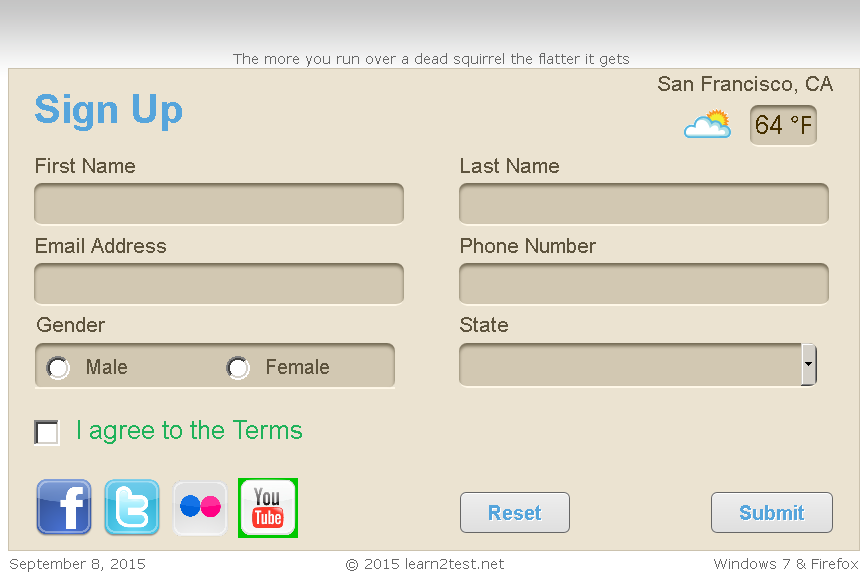 The more you run over a dead squirrel the flatter it gets
San Francisco, CA
Sign Up
64 °F
First Name
Last Name
Email Address
Phone Number
Gender
State
Male
Female
I agree to the Terms
f
t
You
Tube
Reset
Submit
September 8, 2015
© 2015 learn2test.net
Windows 7 & Firefox